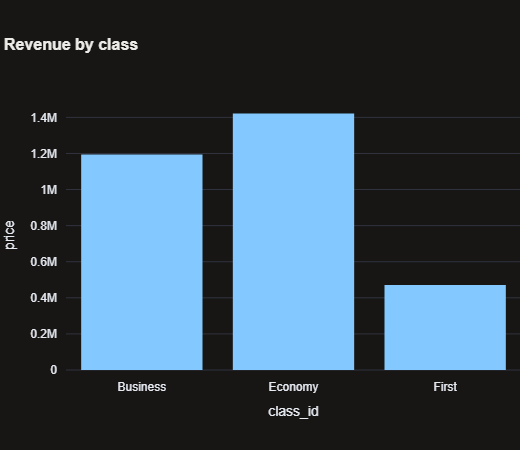 Revenue by class
1.4M
1.2M
1M
0.8M
0.6M
0.4M
0.2M
0
price
Business Economy First
class_id